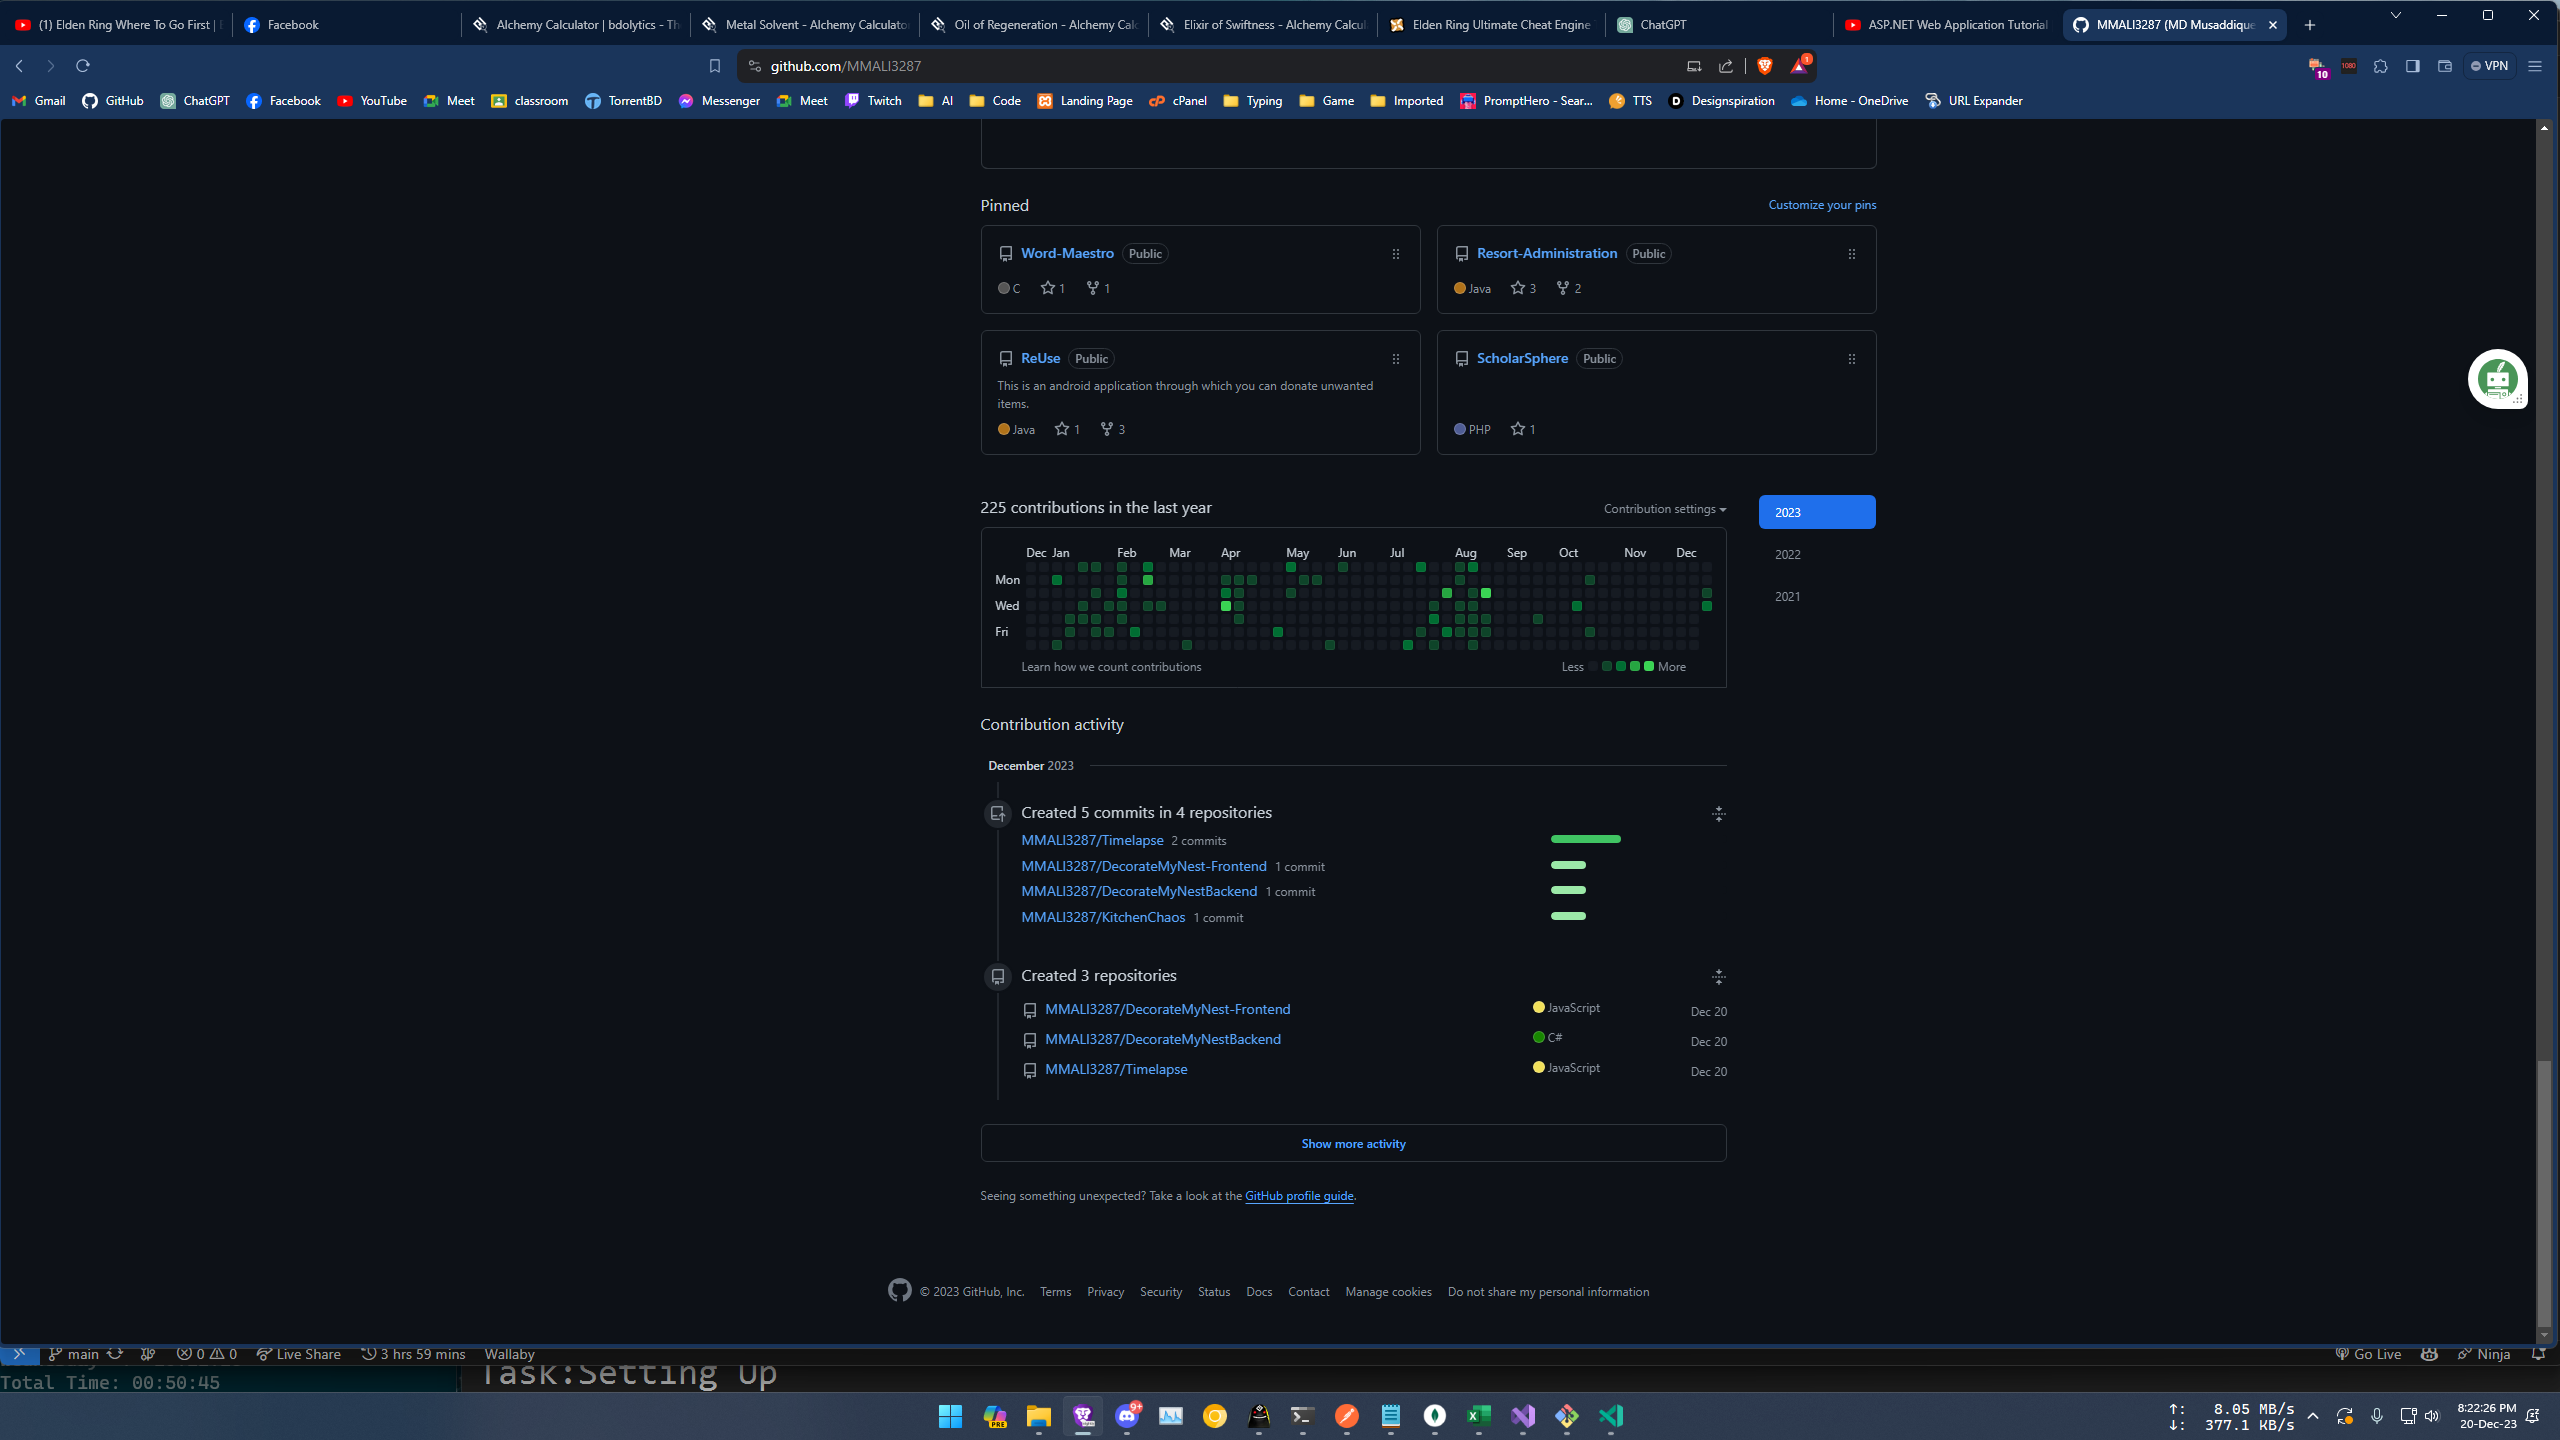 (1) Elden Ring Where To Go First |
Facebook
Alchemy Calculator | bdolytics - Th
Metal Solvent - Alchemy Calculator
Oil of Regeneration - Alchemy Calc
Elixir of Swiftness - Alchemy Calcul
Elden Ring Ultimate Cheat Engine
ChatGPT
ASP.NET Web Application Tutorial
MMALI3287 (MD Musaddique
github.com/MMALI3287
1
10
1080
VPN
Gmail
GitHub
ChatGPT
Facebook
YouTube
Meet
classroom
TorrentBD
Messenger
Meet
Twitch
AI
Code
Landing Page
cPanel
Typing
Game
Imported
PromptHero - Sear...
TTS
Designspiration
Home - OneDrive
URL Expander
Pinned
Customize your pins
Word-Maestro Public
C 1 1
Resort-Administration Public
Java 3 2
ReUse Public
This is an android application through which you can donate unwanted
items.
Java 1 3
ScholarSphere Public
PHP 1
225 contributions in the last year
Contribution settings
2023
2022
2021
Dec Jan Feb Mar Apr May Jun Jul Aug Sep Oct Nov Dec
Mon
Wed
Fri
Learn how we count contributions
Less More
Contribution activity
December 2023
Created 5 commits in 4 repositories
MMALI3287/Timelapse 2 commits
MMALI3287/DecorateMyNest-Frontend 1 commit
MMALI3287/DecorateMyNestBackend 1 commit
MMALI3287/KitchenChaos 1 commit
Created 3 repositories
MMALI3287/DecorateMyNest-Frontend JavaScript Dec 20
MMALI3287/DecorateMyNestBackend C# Dec 20
MMALI3287/Timelapse JavaScript Dec 20
Show more activity
Seeing something unexpected? Take a look at the GitHub profile guide.
© 2023 GitHub, Inc. Terms Privacy Security Status Docs Contact Manage cookies Do not share my personal information
main 0 0 Live Share 3 hrs 59 mins Wallaby
Go Live Ninja
Total Time: 00:50:45
Task:Setting Up
PRE
9+
↑: 8.05 MB/s
↓: 377.1 KB/s
8:22:26 PM
20-Dec-23